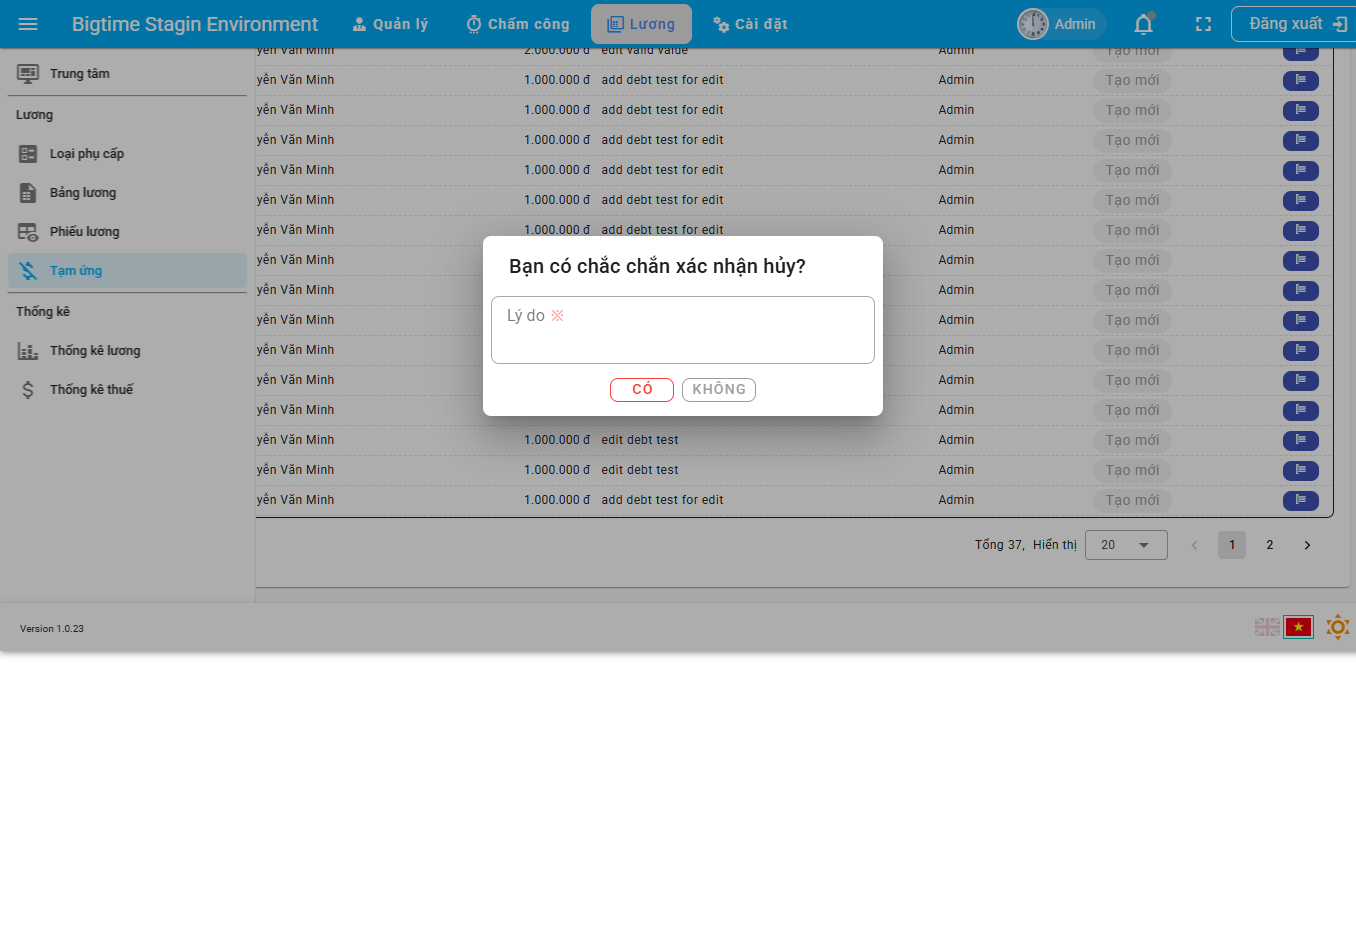 Bigtime Stagin Environment Quản lý Chấm công Lương Cài đặt Admin Đăng xuất
Trung tâm
Lương
Loại phụ cấp
Bảng lương
Phiếu lương
Tạm ứng
Thống kê
Thống kê lương
Thống kê thuế
yễn Văn Minh 2.000.000 đ edit valid value Admin Tạo mới
yễn Văn Minh 1.000.000 đ add debt test for edit Admin Tạo mới
yễn Văn Minh 1.000.000 đ add debt test for edit Admin Tạo mới
yễn Văn Minh 1.000.000 đ add debt test for edit Admin Tạo mới
yễn Văn Minh 1.000.000 đ add debt test for edit Admin Tạo mới
yễn Văn Minh 1.000.000 đ add debt test for edit Admin Tạo mới
yễn Văn Minh 1.000.000 đ add debt test for edit Admin Tạo mới
yễn Văn Minh Admin Tạo mới
yễn Văn Minh Admin Tạo mới
yễn Văn Minh Admin Tạo mới
yễn Văn Minh Admin Tạo mới
yễn Văn Minh Admin Tạo mới
yễn Văn Minh Admin Tạo mới
yễn Văn Minh 1.000.000 đ edit debt test Admin Tạo mới
yễn Văn Minh 1.000.000 đ edit debt test Admin Tạo mới
yễn Văn Minh 1.000.000 đ add debt test for edit Admin Tạo mới
Bạn có chắc chắn xác nhận hủy?
Lý do ※
CÓ KHÔNG
Tổng 37, Hiển thị 20 1 2
Version 1.0.23